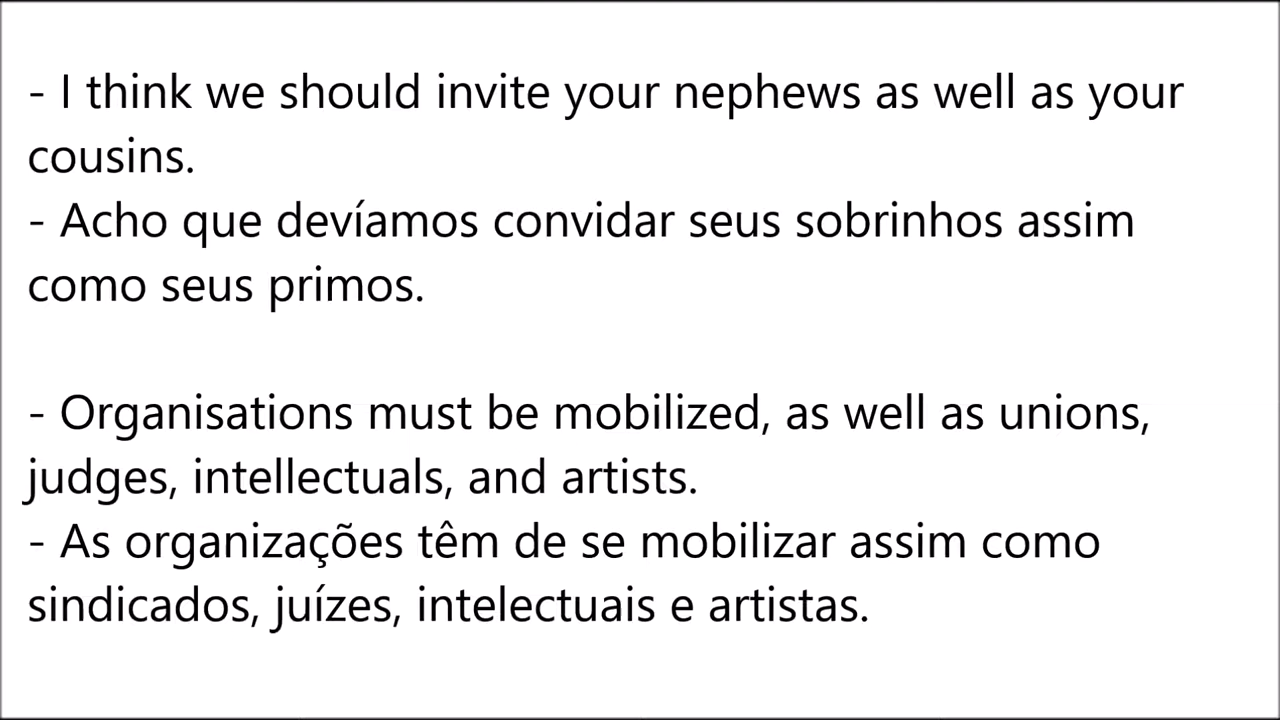 - I think we should invite your nephews as well as your
cousins.
- Acho que devíamos convidar seus sobrinhos assim
como seus primos.
- Organisations must be mobilized, as well as unions,
judges, intellectuals, and artists.
- As organizações têm de se mobilizar assim como
sindicados, juízes, intelectuais e artistas.